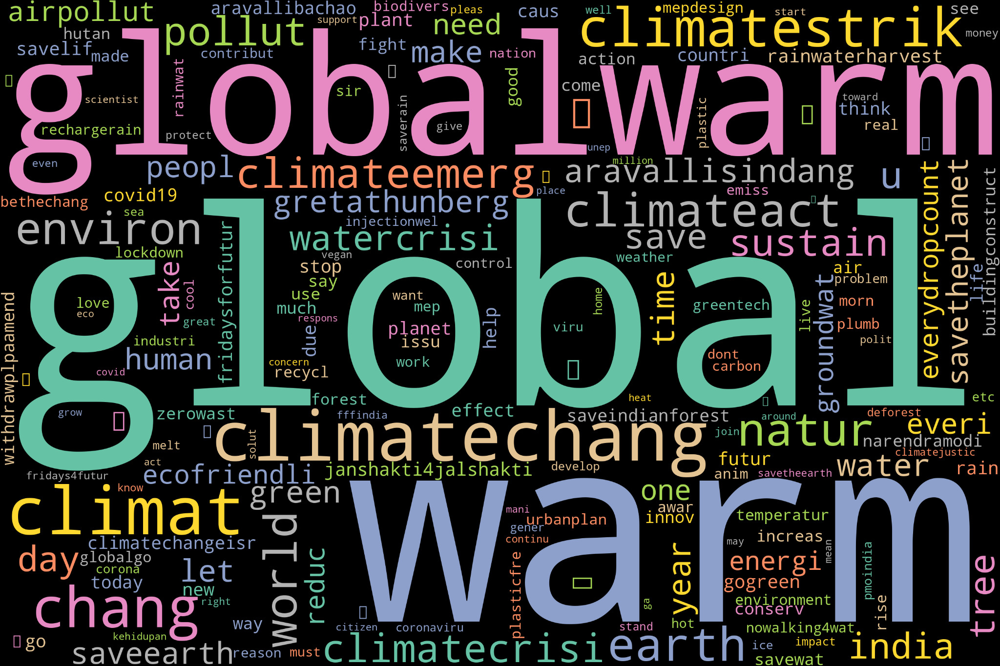 airpollut
pollut
aravallibachao
support
biodivers
plant
pleas
need
caus
well
climatestrik
mepdesign
start
see
money
hutan
savelif
made
contribut
fight
make
nation
action
countri
rainwaterharvest
globalwarm
scientist
rainwat
rechargerain
protect
even
sir
saverain
give
good
come
unep
plastic
toward
think
real
peopl
climateemerg
million
place
aravallisindang
emiss
u
everydropcount
savetheplanet
buildingconstruct
bethechang
covid19
sea
gretathunberg
injectionwel
climateact
environ
lockdown
watercrisi
save
sustain
global
take
cool
fridaysforfutur
vegan
stop
say
use
much
respons
due
control
want
mep
planet
issu
work
help
weather
time
home
viru
greentech
live
groundwat
air
problem
morn
plumb
polit
life
dont
carbon
love
eco
great
industri
human
covid
concern
recycl
withdrawplpaamend
grow
zerowast
forest
fffindia
effect
heat
saveindianforest
around
etc
deforest
everi
climatechang
solut
melt
act
join
natur
narendramodi
climatejustic
fridays4futur
ecofriendli
janshakti4jalshakti
develop
futur
anim
savetheearth
water
rain
climat
know
green
warm
one
awar
innov
mani
urbanplan
gener
continu
temperatur
increas
may
mean
climatechangeisr
day
globalgo
corona
today
let
new
right
world
reduc
plasticfre
year
energi
gogreen
environment
conserv
pmoindia
rise
tree
chang
way
citizen
coronaviru
ga
stand
hot
nowalking4wat
go
kehidupan
saveearth
reason
must
climatecrisi
earth
ice
impact
savewat
india